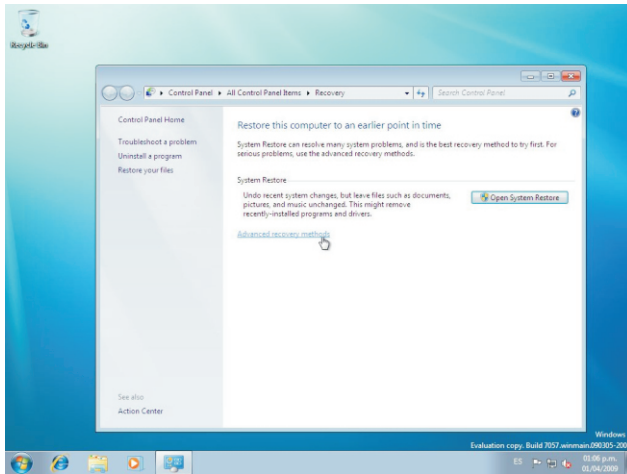 Recycle Bin
Control Panel ▸ All Control Panel Items ▸ Recovery
Search Control Panel
Control Panel Home
Troubleshoot a problem
Uninstall a program
Restore your files
Restore this computer to an earlier point in time
System Restore can resolve many system problems, and is the best recovery method to try first. For
serious problems, use the advanced recovery methods.
System Restore
Undo recent system changes, but leave files such as documents,
pictures, and music unchanged. This might remove
recently-installed programs and drivers.
Open System Restore
Advanced recovery methods
See also
Action Center
Windows
Evaluation copy. Build 7057.winmain.090305-200
ES
01:06 p.m.
01/04/2009